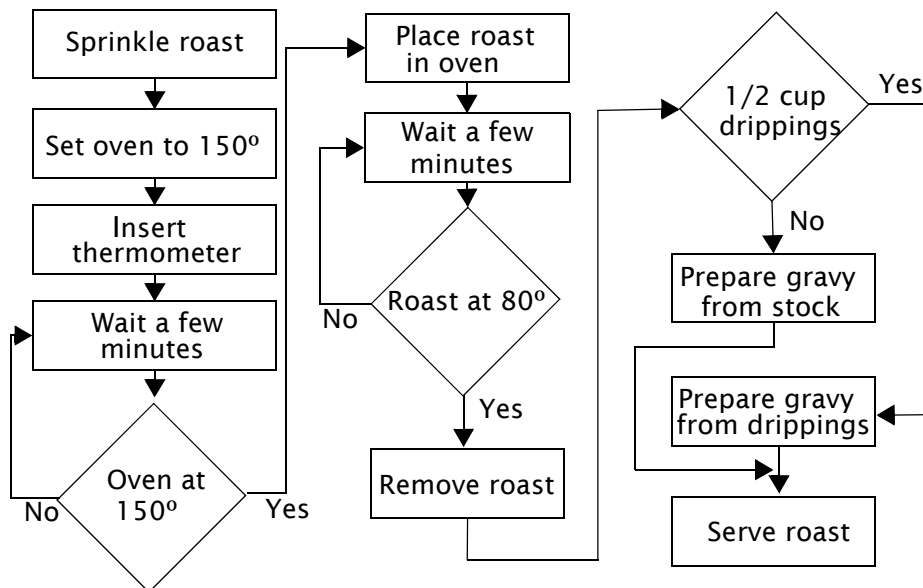 Sprinkle roast
Set oven to 150º
Insert
thermometer
Wait a few
minutes
Oven at
150º
No
Yes
Place roast
in oven
Wait a few
minutes
Roast at 80º
No
Yes
Remove roast
1/2 cup
drippings
Yes
No
Prepare gravy
from stock
Prepare gravy
from drippings
Serve roast